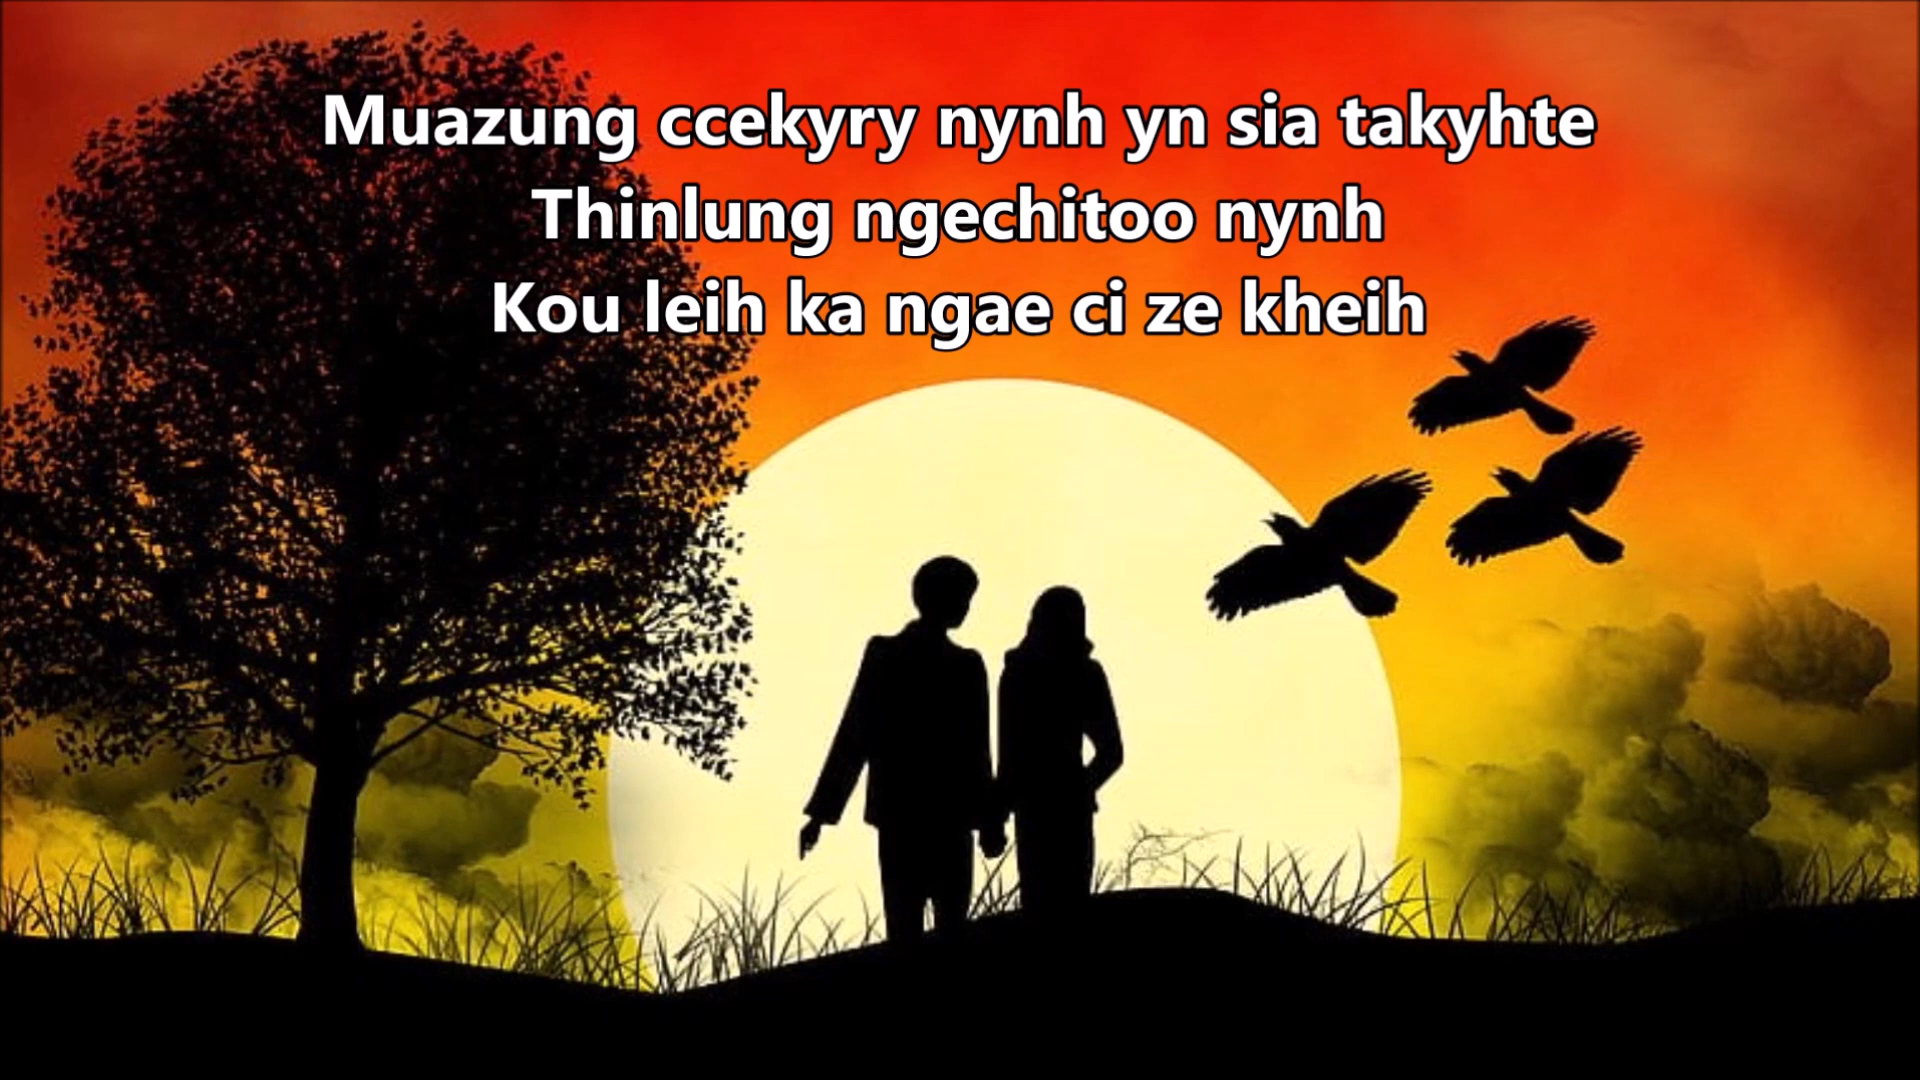 Muazung ccekyry nynh yn sia takyhte
Thinlung ngechitoo nynh
Kou leih ka ngae ci ze kheih